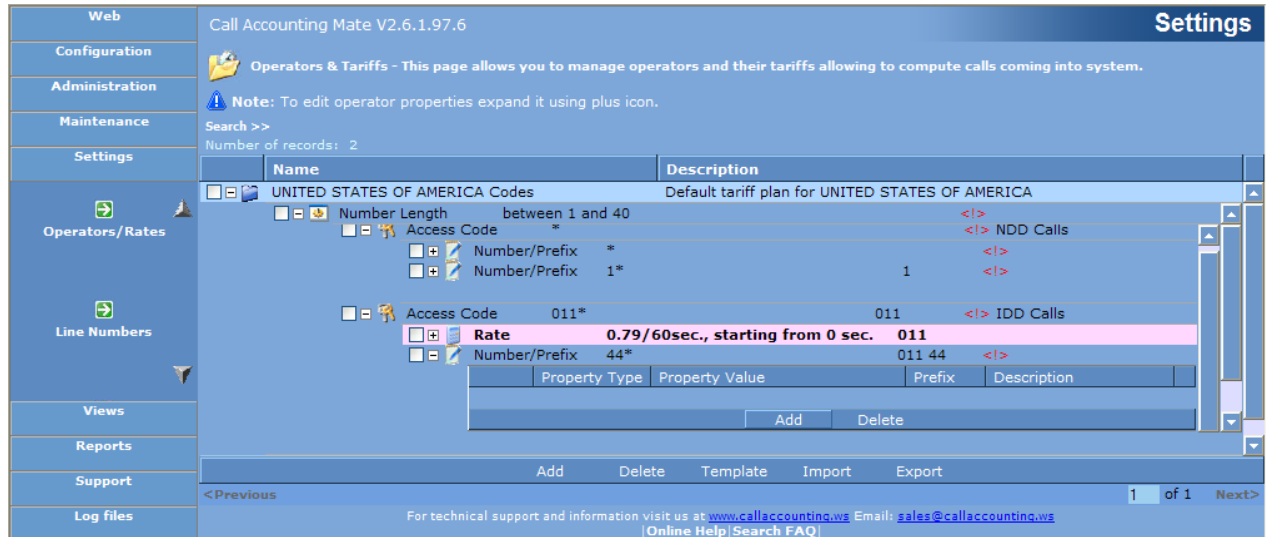 Web
Configuration
Administration
Maintenance
Settings
Operators/Rates
Line Numbers
Views
Reports
Support
Log files
Call Accounting Mate V2.6.1.97.6
Settings
Operators & Tariffs - This page allows you to manage operators and their tariffs allowing to compute calls coming into system.
Note: To edit operator properties expand it using plus icon.
Search >>
Number of records: 2
Name Description
UNITED STATES OF AMERICA Codes Default tariff plan for UNITED STATES OF AMERICA
Number Length between 1 and 40 <!>
Access Code * <!> NDD Calls
Number/Prefix * <!>
Number/Prefix 1* 1 <!>
Access Code 011* 011 <!> IDD Calls
Rate 0.79/60sec., starting from 0 sec. 011
Number/Prefix 44* 011 44 <!>
Property Type Property Value Prefix Description
Add Delete
Add Delete Template Import Export
<Previous 1 of 1 Next>
For technical support and information visit us at www.callaccounting.ws Email: sales@callaccounting.ws
|Online Help|Search FAQ|